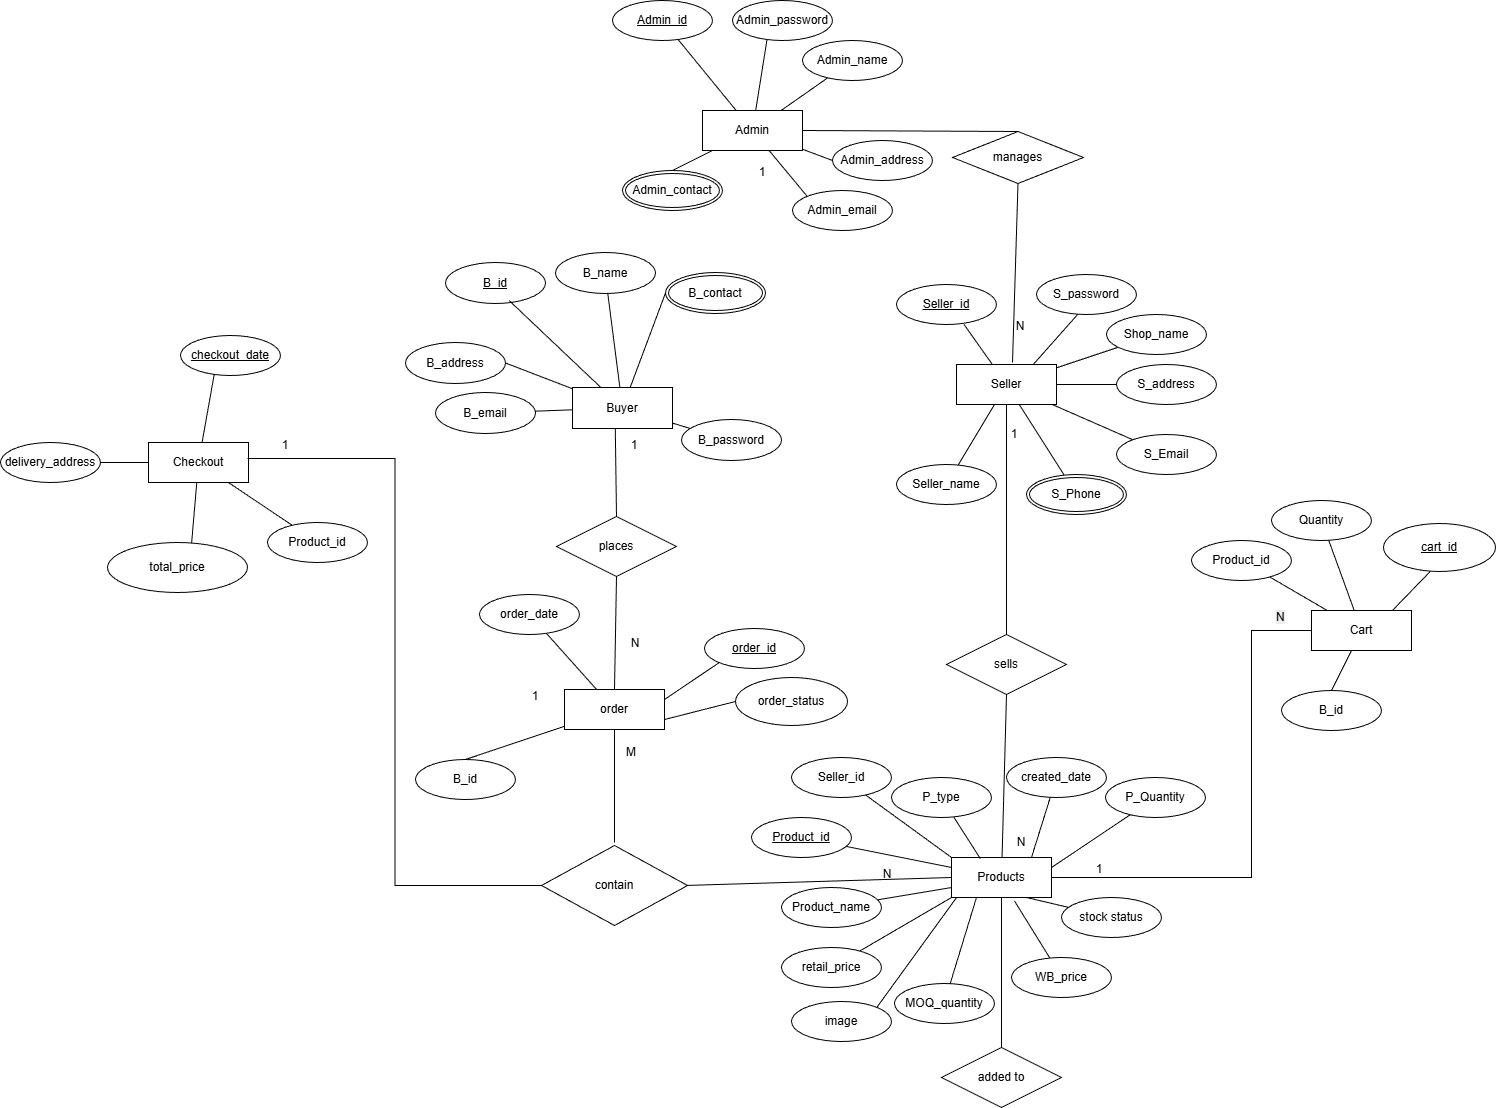 Admin_id
Admin_password
Admin_name
Admin
manages
Admin_address
1
Admin_contact
Admin_email
B_id
B_name
B_contact
Seller_id
S_password
N
Shop_name
checkout_date
B_address
Seller
S_address
B_email
Buyer
B_password
1
1
1
S_Email
delivery_address
Checkout
Seller_name
S_Phone
Quantity
Product_id
total_price
places
Product_id
cart_id
N
Cart
order_date
N
order_id
sells
1
order
order_status
B_id
M
B_id
Seller_id
P_type
created_date
P_Quantity
Product_id
N
contain
N
Products
1
Product_name
stock status
retail_price
WB_price
image
MOQ_quantity
added to